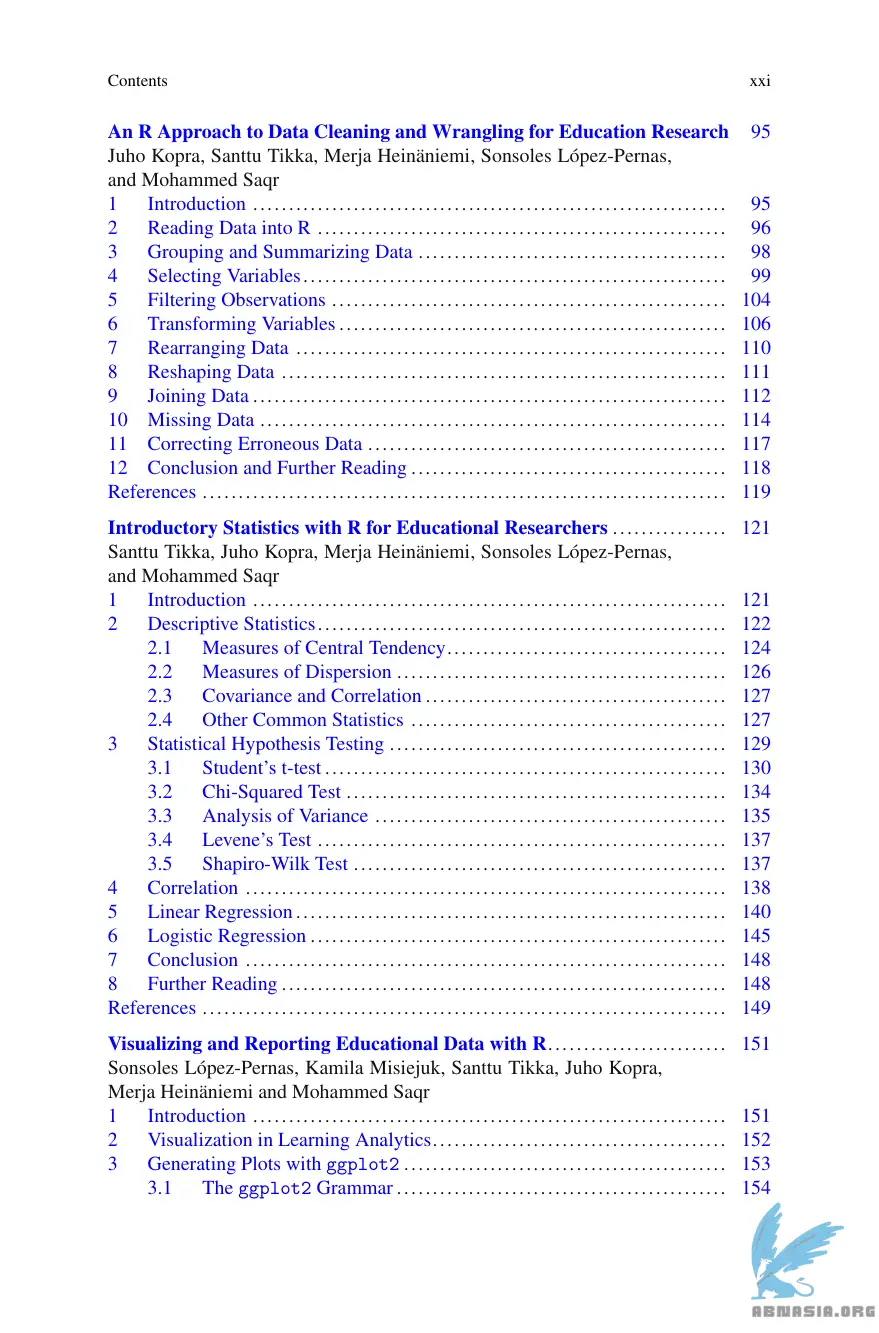 Contents xxi
An R Approach to Data Cleaning and Wrangling for Education Research 95
Juho Kopra, Santtu Tikka, Merja Heinäniemi, Sonsoles López-Pernas,
and Mohammed Saqr
1 Introduction ........ 95
2 Reading Data into R ........ 96
3 Grouping and Summarizing Data ........ 98
4 Selecting Variables ........ 99
5 Filtering Observations ........ 104
6 Transforming Variables ........ 106
7 Rearranging Data ........ 110
8 Reshaping Data ........ 111
9 Joining Data ........ 112
10 Missing Data ........ 114
11 Correcting Erroneous Data ........ 117
12 Conclusion and Further Reading ........ 118
References ........ 119
Introductory Statistics with R for Educational Researchers ........ 121
Santtu Tikka, Juho Kopra, Merja Heinäniemi, Sonsoles López-Pernas,
and Mohammed Saqr
1 Introduction ........ 121
2 Descriptive Statistics ........ 122
2.1 Measures of Central Tendency ........ 124
2.2 Measures of Dispersion ........ 126
2.3 Covariance and Correlation ........ 127
2.4 Other Common Statistics ........ 127
3 Statistical Hypothesis Testing ........ 129
3.1 Student's t-test ........ 130
3.2 Chi-Squared Test ........ 134
3.3 Analysis of Variance ........ 135
3.4 Levene's Test ........ 137
3.5 Shapiro-Wilk Test ........ 137
4 Correlation ........ 138
5 Linear Regression ........ 140
6 Logistic Regression ........ 145
7 Conclusion ........ 148
8 Further Reading ........ 148
References ........ 149
Visualizing and Reporting Educational Data with R ........ 151
Sonsoles López-Pernas, Kamila Misiejuk, Santtu Tikka, Juho Kopra,
Merja Heinäniemi and Mohammed Saqr
1 Introduction ........ 151
2 Visualization in Learning Analytics ........ 152
3 Generating Plots with ggplot2 ........ 153
3.1 The ggplot2 Grammar ........ 154
ABNASIA.ORG